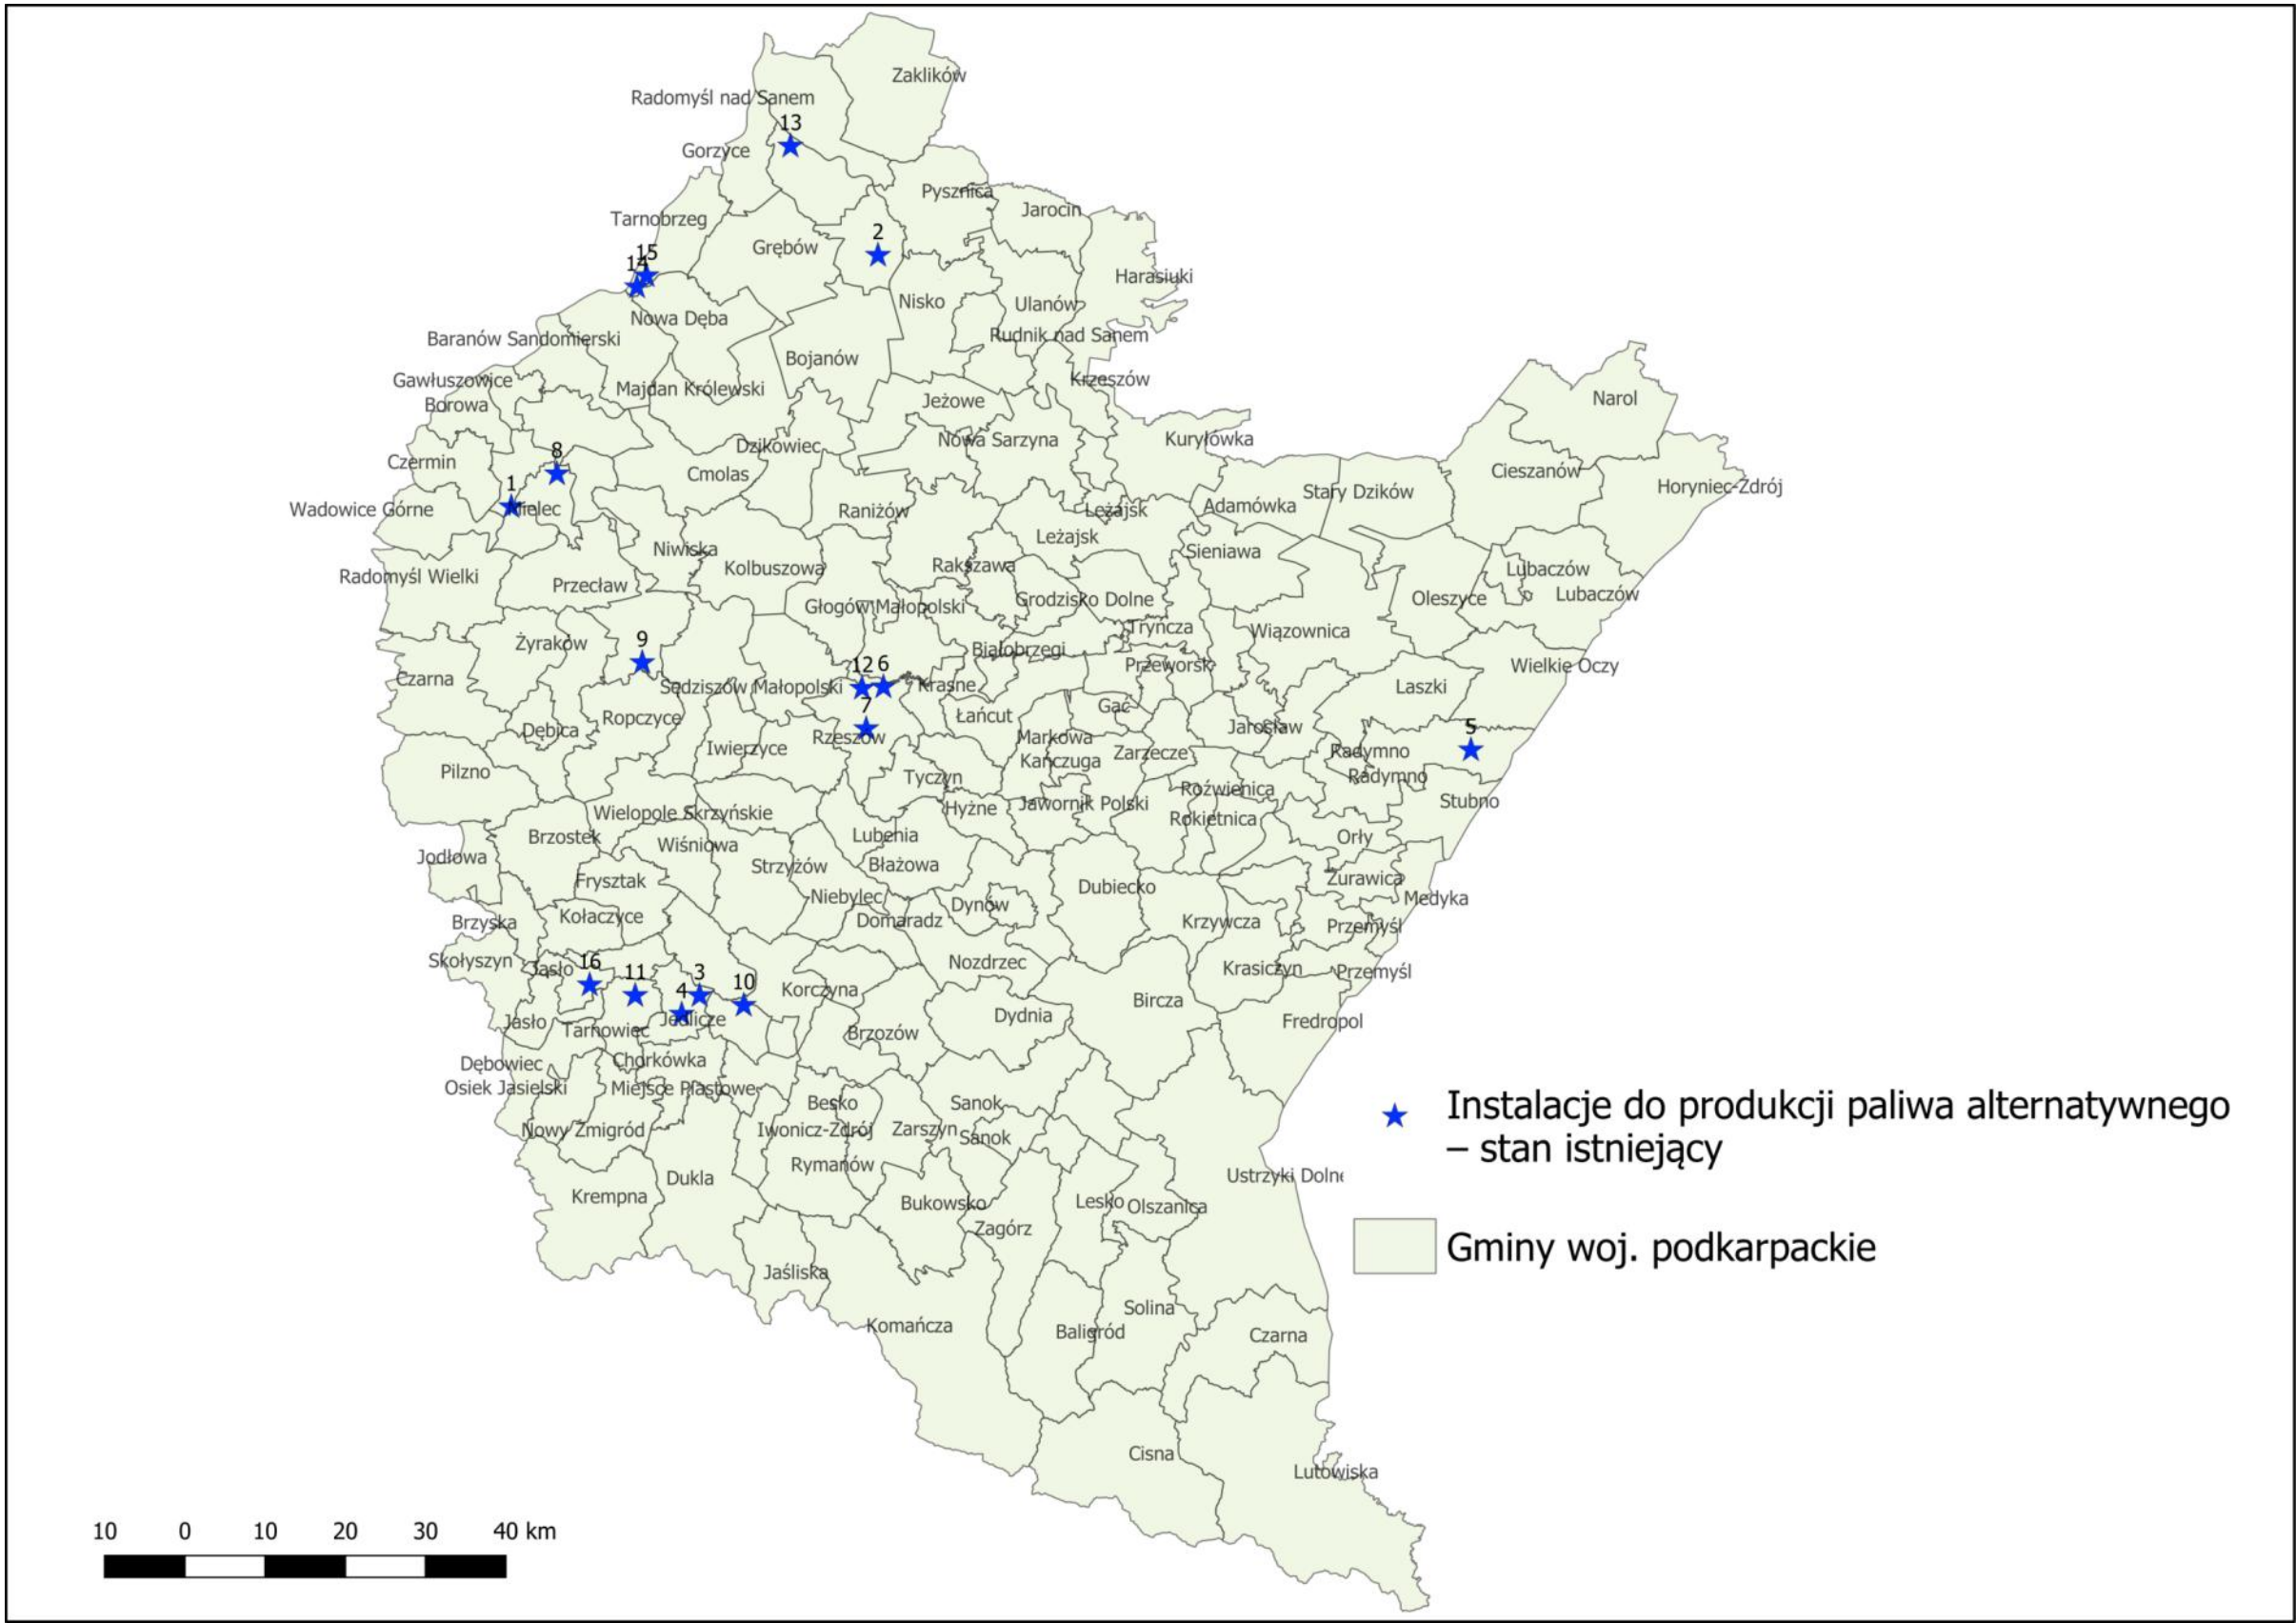 Zaklików
Radomyśl nad Sanem
13
Gorzyce
Pysznica
Jarocin
Tarnobrzeg
2
Grębów
15
14
Harasiuki
Nisko
Ulanów
Nowa Dęba
Rudnik nad Sanem
Baranów Sandomierski
Bojanów
Krzeszów
Gawłuszowice
Majdan Królewski
Narol
Jeżowe
Borowa
Kuryłówka
Nowa Sarzyna
Dzikowiec
8
Czermin
Cmolas
Cieszanów
Horyniec-Zdrój
1
Stary Dzików
Wadowice Górne
Mielec
Raniżów
Leżajsk
Adamówka
Leżajsk
Niwiska
Sieniawa
Kolbuszowa
Rakszawa
Lubaczów
Radomyśl Wielki
Przecław
Lubaczów
Głogów Małopolski
Grodzisko Dolne
Oleszyce
Tryńcza
Wiązownica
Żyraków
9
Białobrzegi
12
6
Przeworsk
Wielkie Oczy
Czarna
Sędziszów Małopolski
Krasne
Laszki
7
Gać
Ropczyce
Łańcut
Dębica
Jarosław
5
Rzeszów
Markowa
Iwierzyce
Zarzecze
Radymno
Kańczuga
Pilzno
Tyczyn
Radymno
Roźwienica
Stubno
Hyżne
Jawornik Polski
Wielopole Skrzyńskie
Rokietnica
Brzostek
Lubenia
Orły
Wiśniowa
Jodłowa
Strzyżów
Błażowa
Frysztak
Żurawica
Dubiecko
Niebylec
Medyka
Dynów
Kołaczyce
Domaradz
Brzyska
Krzywcza
Przemyśl
Skołyszyn
Jasło
16
11
3
Nozdrzec
Krasiczyn
Przemyśl
4
10
Korczyna
Bircza
Jasło
Jedlicze
Tarnowiec
Dydnia
Fredropol
Brzozów
Dębowiec
Chorkówka
Osiek Jasielski
Miejsce Piastowe
Besko
Sanok
Nowy Żmigród
Iwonicz-Zdrój
Zarszyn
Sanok
Rymanów
Dukla
Ustrzyki Dolne
Krempna
Bukowsko
Lesko
Olszanica
Zagórz
Jaśliska
Solina
Komańcza
Baligród
Czarna
Cisna
Lutowiska
Instalacje do produkcji paliwa alternatywnego
– stan istniejący
Gminy woj. podkarpackie
10 0 10 20 30 40 km